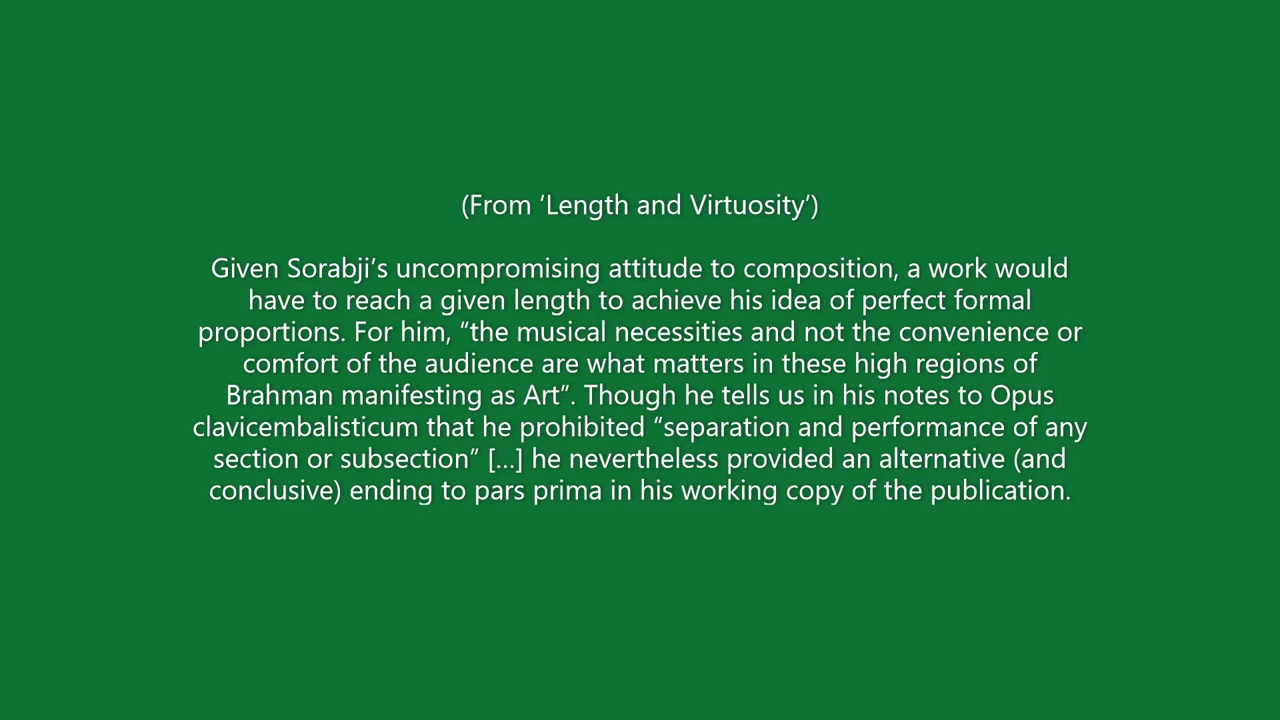 (From ‘Length and Virtuosity’)
Given Sorabji’s uncompromising attitude to composition, a work would
have to reach a given length to achieve his idea of perfect formal
proportions. For him, “the musical necessities and not the convenience or
comfort of the audience are what matters in these high regions of
Brahman manifesting as Art”. Though he tells us in his notes to Opus
clavicembalisticum that he prohibited “separation and performance of any
section or subsection” [...] he nevertheless provided an alternative (and
conclusive) ending to pars prima in his working copy of the publication.